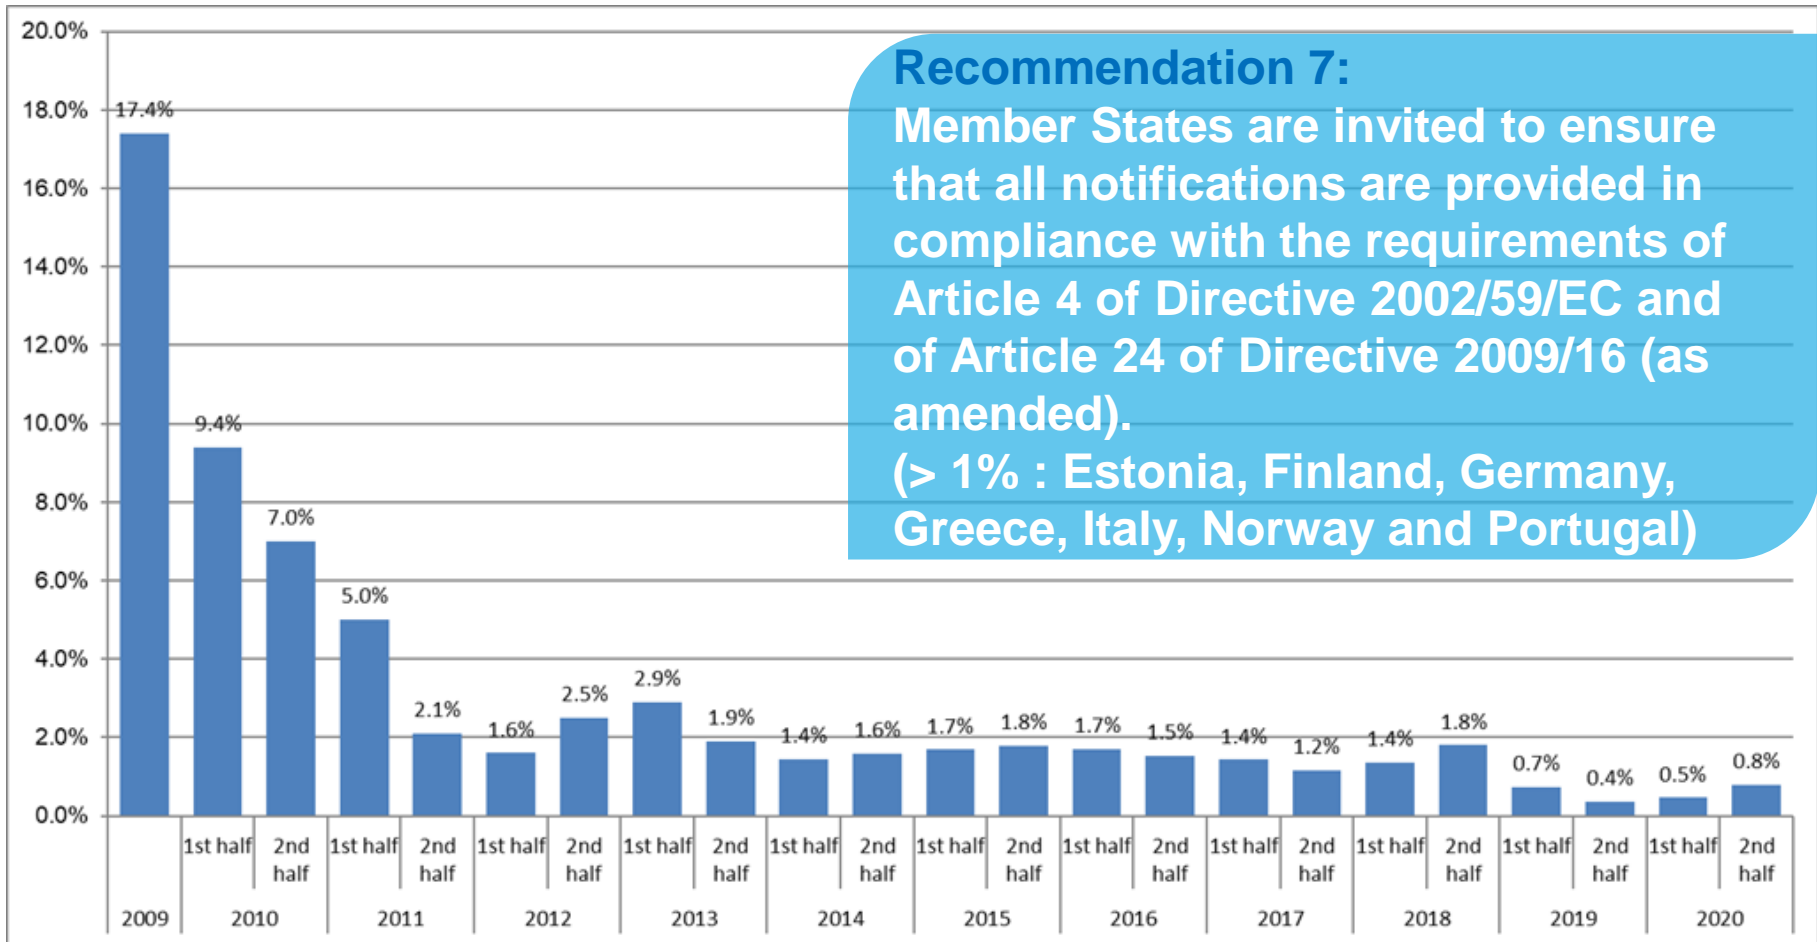 20.0%
18.0%
16.0%
14.0%
12.0%
10.0%
8.0%
6.0%
4.0%
2.0%
0.0%
Recommendation 7:
Member States are invited to ensure
that all notifications are provided in
compliance with the requirements of
Article 4 of Directive 2002/59/EC and
of Article 24 of Directive 2009/16 (as
amended).
(> 1% : Estonia, Finland, Germany,
Greece, Italy, Norway and Portugal)
17.4%
9.4%
7.0%
5.0%
2.1%
1.6%
2.5%
2.9%
1.9%
1.4%
1.6%
1.7%
1.8%
1.7%
1.5%
1.4%
1.2%
1.4%
1.8%
0.7%
0.4%
0.5%
0.8%
1st half
2nd
half
1st half
2nd
half
1st half
2nd
half
1st half
2nd
half
1st half
2nd
half
1st half
2nd
half
1st half
2nd
half
1st half
2nd
half
1st half
2nd
half
1st half
2nd
half
1st half
2nd
half
2009
2010
2011
2012
2013
2014
2015
2016
2017
2018
2019
2020